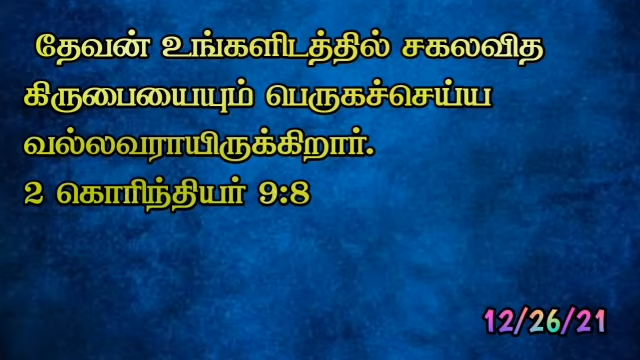 தேவன் உங்களிடத்தில் சகலவித
கிருபையையும் பெருகச்செய்ய
வல்லவராயிருக்கிறார்.
2 கொரிந்தியர் 9:8
12/26/21